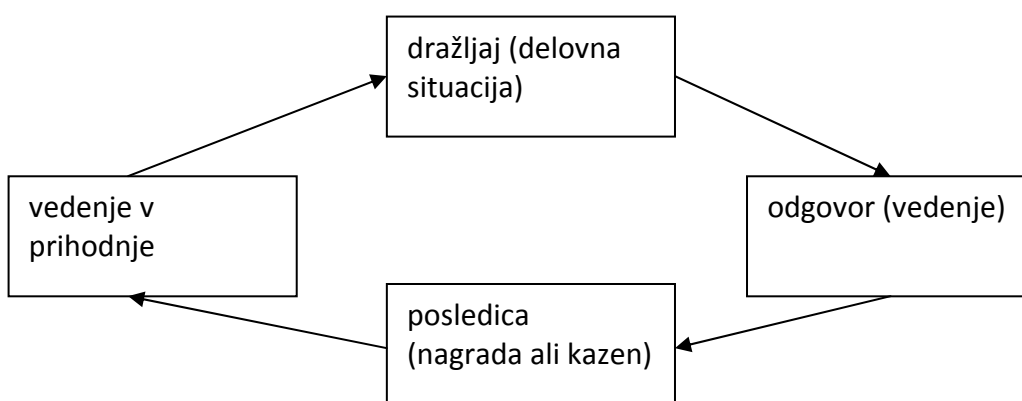 dražljaj (delovna
situacija)
vedenje v
prihodnje
odgovor (vedenje)
posledica
(nagrada ali kazen)